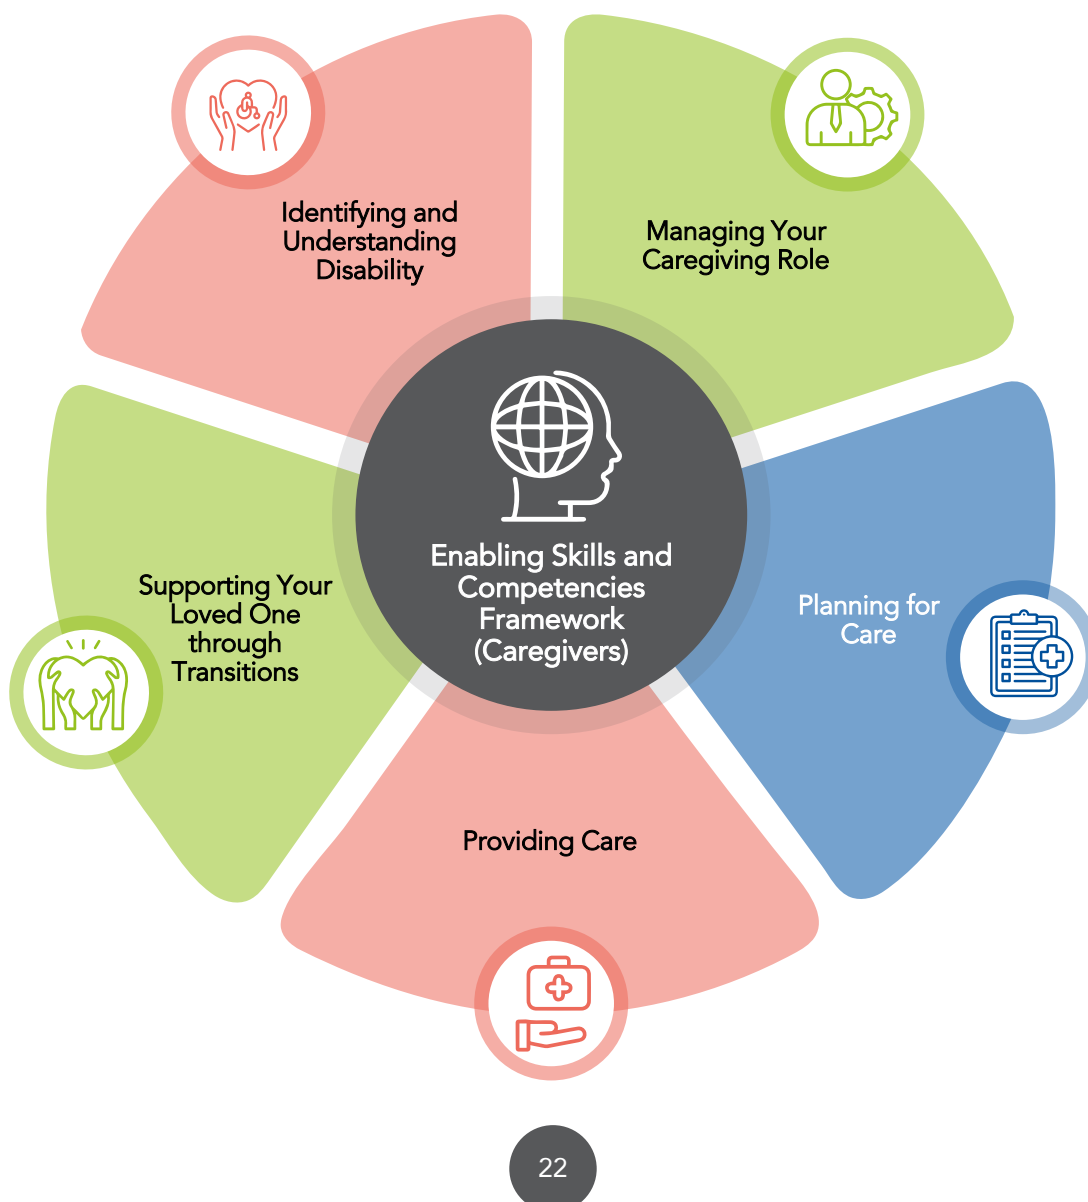 Identifying and
Understanding
Disability
Managing Your
Caregiving Role
Enabling Skills and
Competencies
Framework
(Caregivers)
Supporting Your
Loved One
through
Transitions
Planning for
Care
Providing Care
22